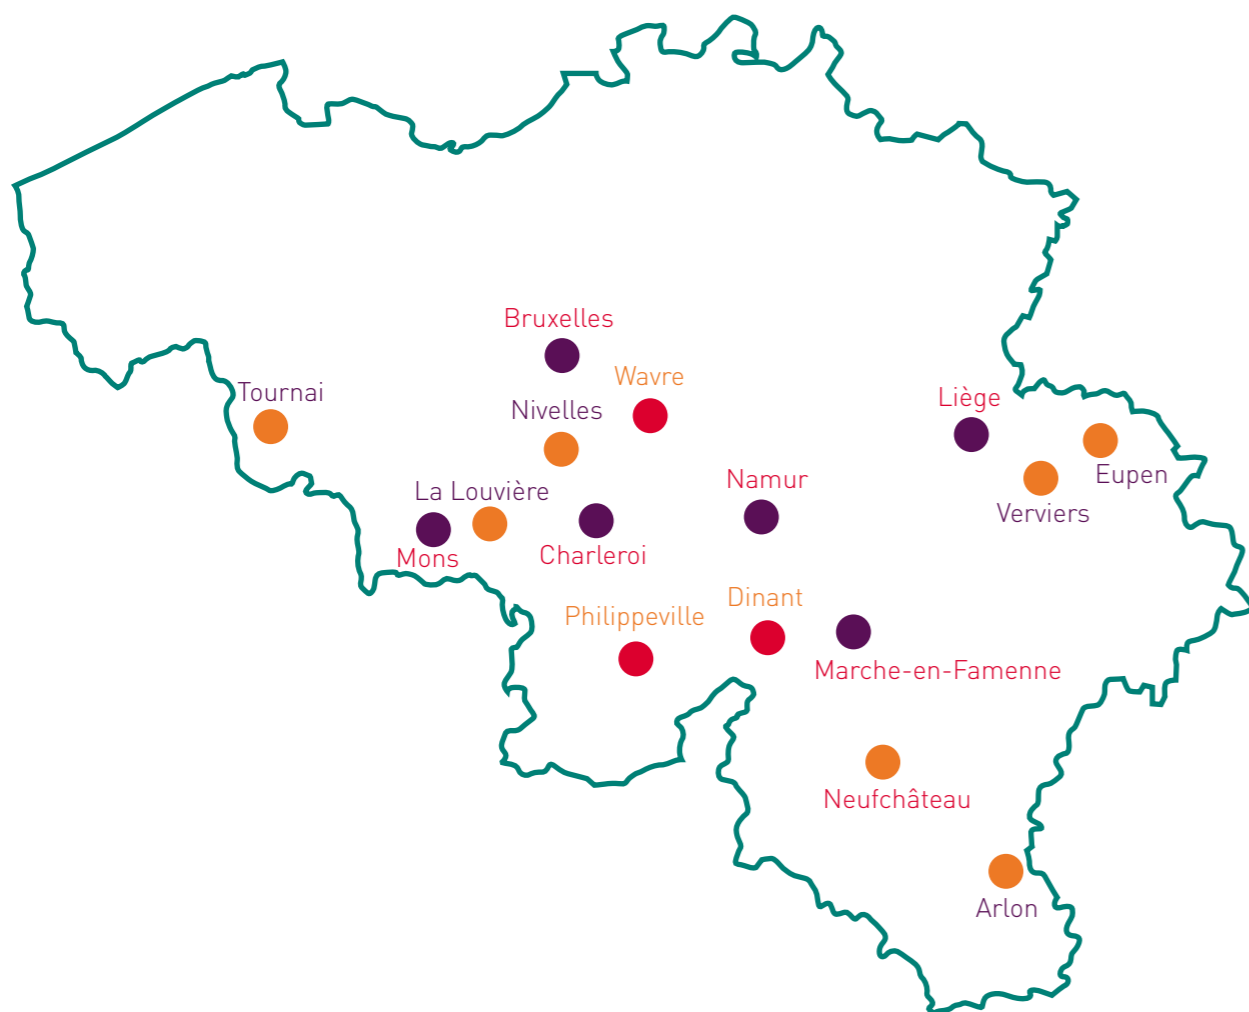 Bruxelles
Wavre
Tournai
Nivelles
Liège
Eupen
Namur
La Louvière
Verviers
Mons
Charleroi
Dinant
Philippeville
Marche-en-Famenne
Neufchâteau
Arlon